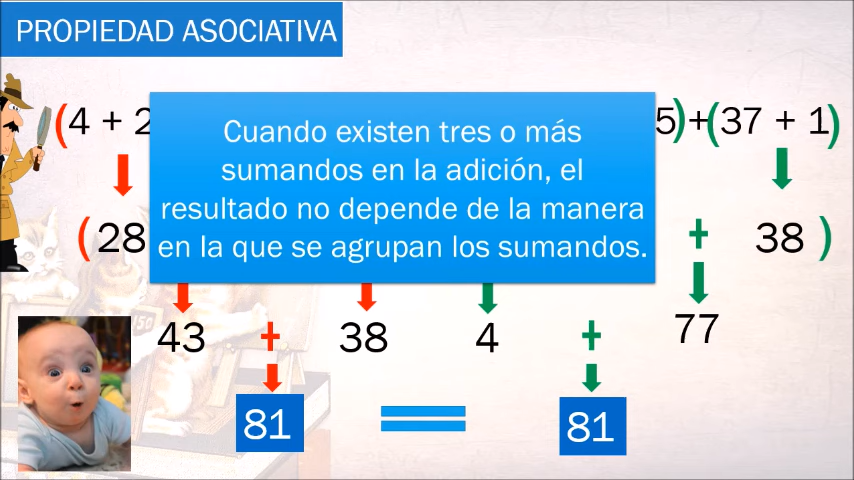 PROPIEDAD ASOCIATIVA
(4 + 2 5)+(37 + 1)
Cuando existen tres o más
sumandos en la adición, el
resultado no depende de la manera
en la que se agrupan los sumandos.
(28 + 38)
43 + 38 4 + 77
81 = 81